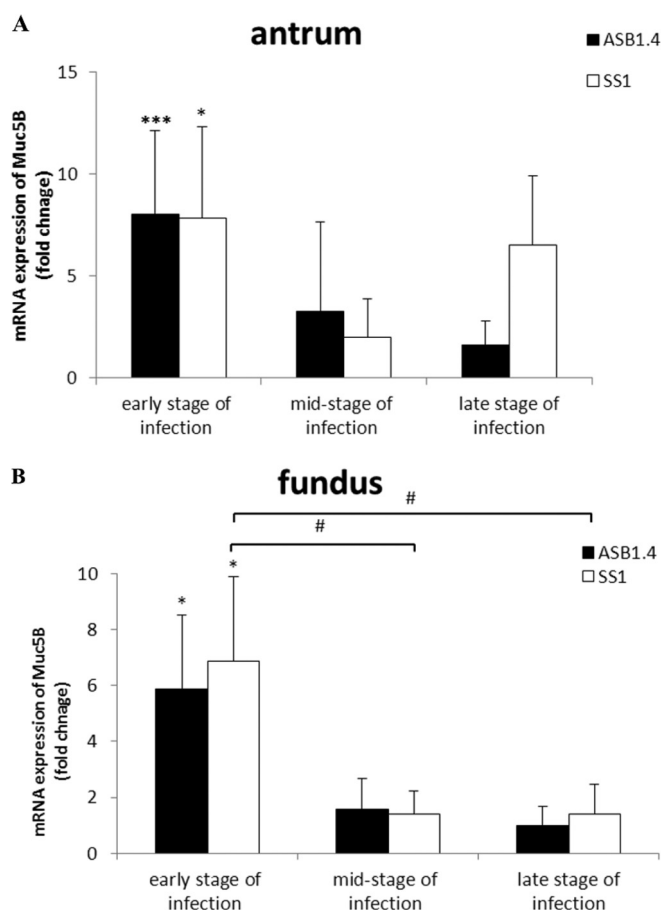 A
antrum
ASB1.4
SS1
mRNA expression of Muc5B
(fold chnage)
15
10
5
0
***
*
early stage of
infection
mid-stage of
infection
late stage of
infection
B
fundus
#
#
ASB1.4
SS1
mRNA expression of Muc5B
(fold chnage)
10
8
6
4
2
0
*
*
early stage of
infection
mid-stage of
infection
late stage of
infection